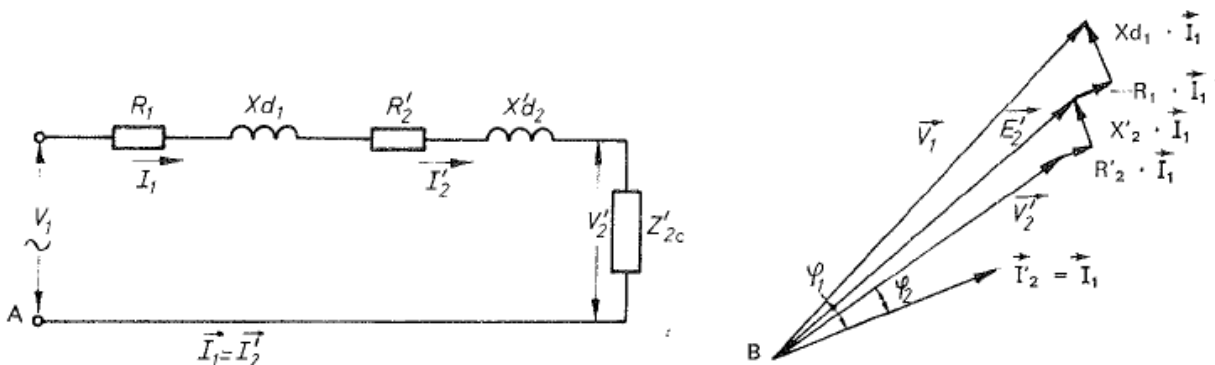 R₁
Xd₁
R'₂
X'd₂
I₁
I'₂
V₁
~
V'₂
Z'₂c
A
I₁=I'₂
Xd₁ · I₁
R₁ · I₁
V₁
E'₂
X'₂ · I₁
R'₂ · I₁
V'₂
φ₁
φ₂
I'₂ = I₁
B